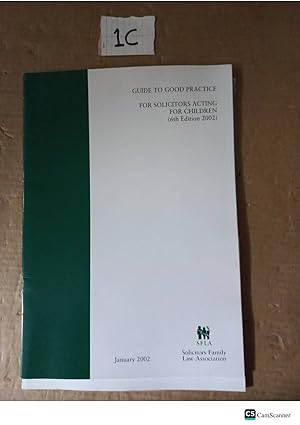 1C
GUIDE TO GOOD PRACTICE
FOR SOLICITORS ACTING
FOR CHILDREN
(6th Edition 2002)
SFLA
Solicitors Family
Law Association
January 2002
CS CamScanner